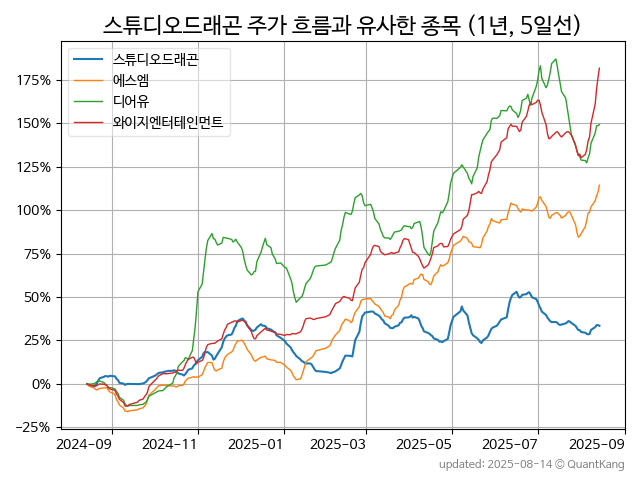 스튜디오드래곤 주가 흐름과 유사한 종목 (1년, 5일선)
스튜디오드래곤
에스엠
디어유
와이지엔터테인먼트
175%
150%
125%
100%
75%
50%
25%
0%
−25%
2024-09 2024-11 2025-01 2025-03 2025-05 2025-07 2025-09
updated: 2025-08-14 © QuantKang